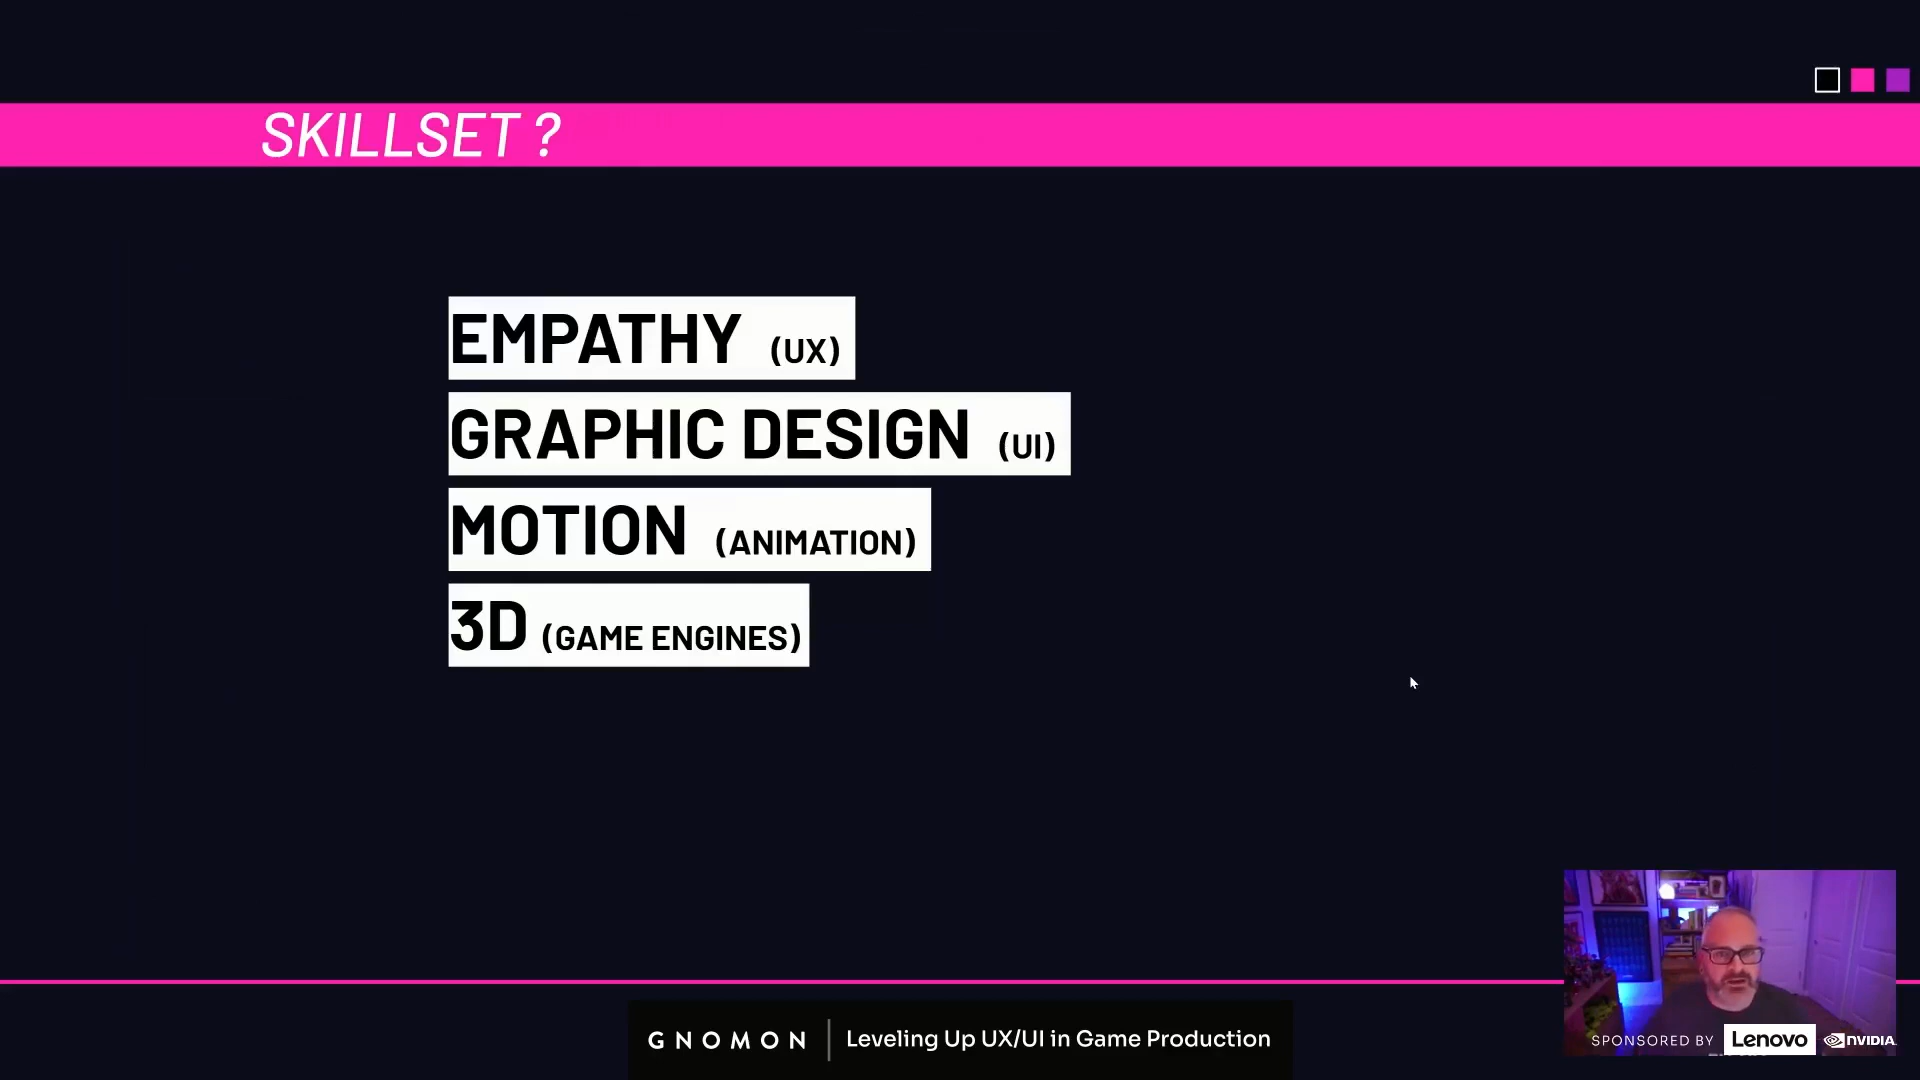 SKILLSET ?
EMPATHY (UX)
GRAPHIC DESIGN (UI)
MOTION (ANIMATION)
3D (GAME ENGINES)
GNOMON | Leveling Up UX/UI in Game Production
SPONSORED BY Lenovo NVIDIA